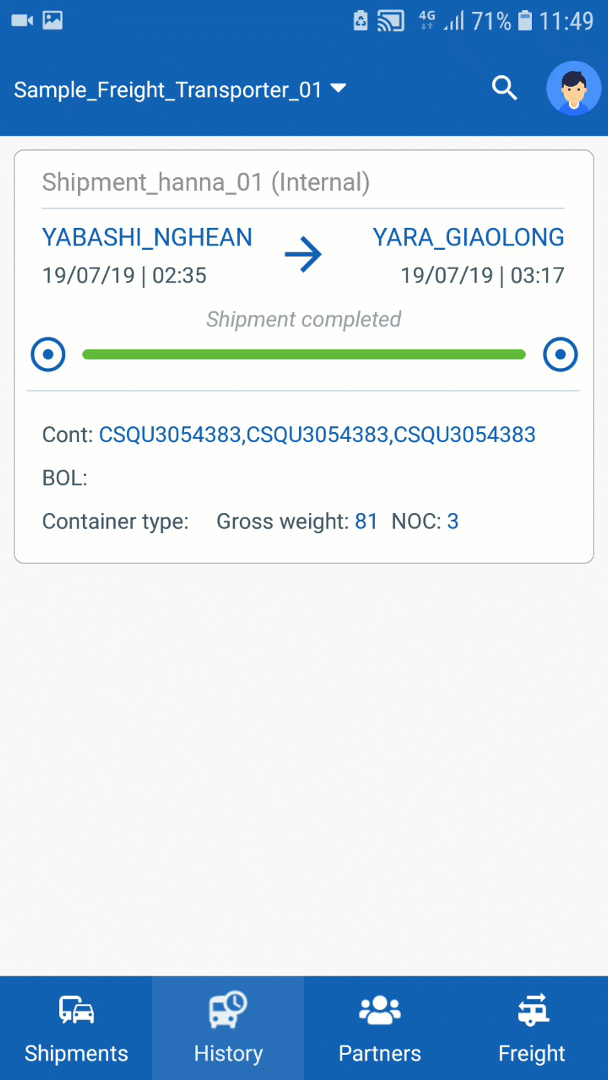 4G 71% 11:49
Sample_Freight_Transporter_01
Shipment_hanna_01 (Internal)
YABASHI_NGHEAN YARA_GIAOLONG
19/07/19 | 02:35 19/07/19 | 03:17
Shipment completed
Cont: CSQU3054383,CSQU3054383,CSQU3054383
BOL:
Container type: Gross weight: 81 NOC: 3
Shipments History Partners Freight